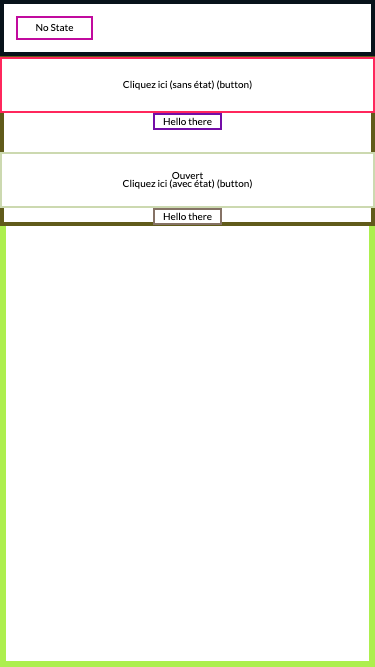 No State
Cliquez ici (sans état) (button)
Hello there
Ouvert
Cliquez ici (avec état) (button)
Hello there